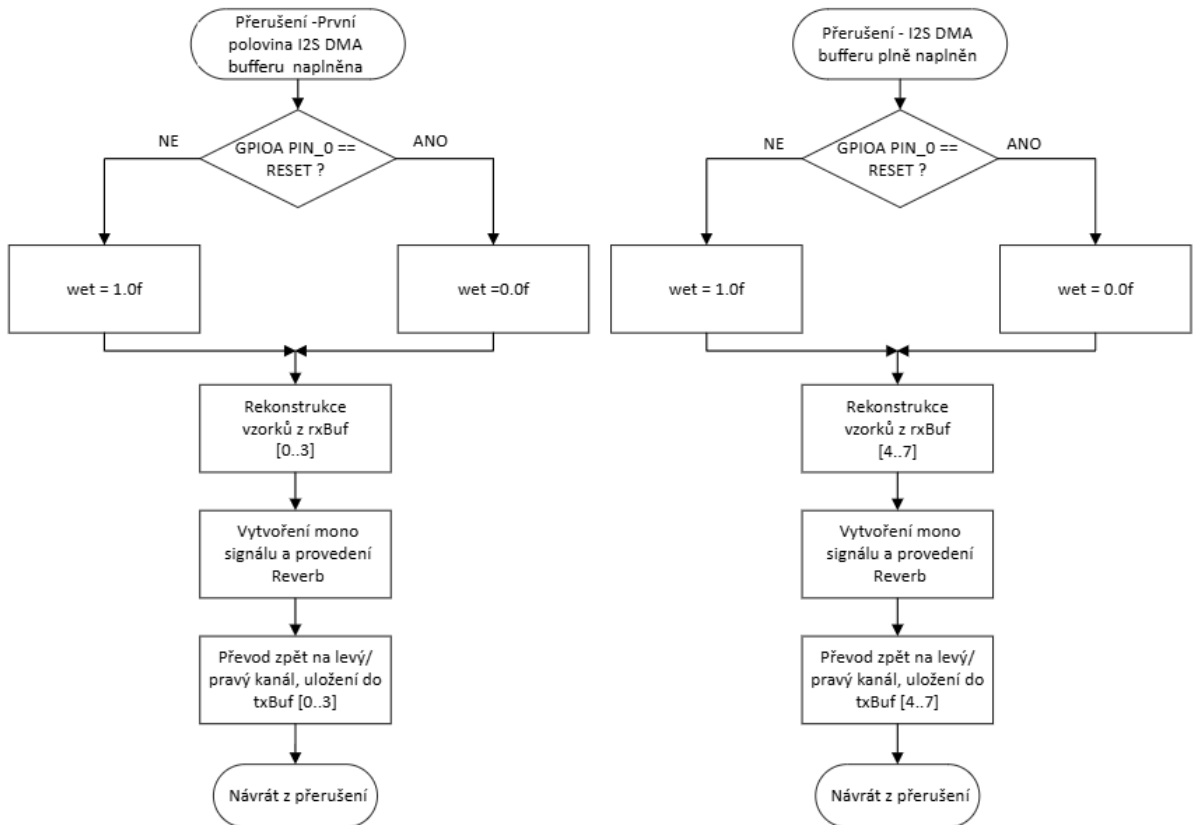 Přerušení -První
polovina I2S DMA
bufferu naplněna
NE
ANO
GPIOA PIN_0 ==
RESET ?
wet = 1.0f
wet =0.0f
Rekonstrukce
vzorků z rxBuf
[0..3]
Vytvoření mono
signálu a provedení
Reverb
Převod zpět na levý/
pravý kanál, uložení do
txBuf [0..3]
Návrát z přerušení
Přerušení - I2S DMA
bufferu plně naplněn
NE
ANO
GPIOA PIN_0 ==
RESET ?
wet = 1.0f
wet = 0.0f
Rekonstrukce
vzorků z rxBuf
[4..7]
Vytvoření mono
signálu a provedení
Reverb
Převod zpět na levý/
pravý kanál, uložení do
txBuf [4..7]
Návrát z přerušení